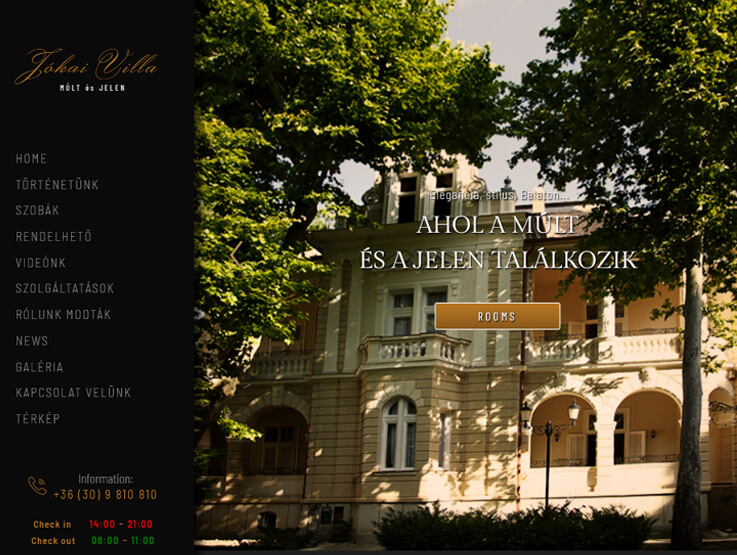 Jókai Villa
MÚLT és JELEN
HOME
TÖRTÉNETÜNK
SZOBÁK
RENDELHETŐ
VIDEÓNK
SZOLGÁLTATÁSOK
RÓLUNK MODTÁK
NEWS
GALÉRIA
KAPCSOLAT VELÜNK
TÉRKÉP
Information:
+36 (30) 9 810 810
Check in 14:00 - 21:00
Check out 08:00 - 11:00
Elegancia, stílus, Balaton...
AHOL A MÚLT
ÉS A JELEN TALÁLKOZIK
ROOMS